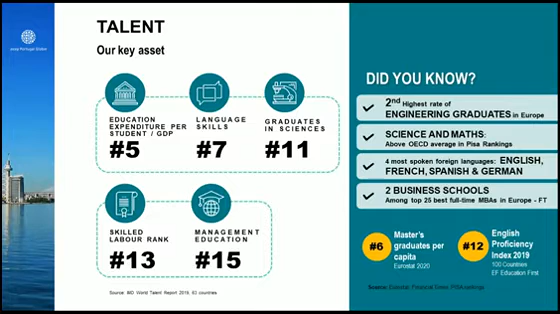 aicep Portugal Global
TALENT
Our key asset
EDUCATION
EXPENDITURE PER
STUDENT / GDP
#5
LANGUAGE
SKILLS
#7
GRADUATES
IN SCIENCES
#11
SKILLED
LABOUR RANK
#13
MANAGEMENT
EDUCATION
#15
Source: IMD World Talent Report 2019, 63 countries
DID YOU KNOW?
2nd Highest rate of
ENGINEERING GRADUATES in Europe
SCIENCE AND MATHS:
Above OECD average in Pisa Rankings
4 most spoken foreign languages: ENGLISH,
FRENCH, SPANISH & GERMAN
2 BUSINESS SCHOOLS
Among top 25 best full-time MBAs in Europe - FT
#6
Master's
graduates per
capita
Eurostat 2020
#12
English
Proficiency
Index 2019
100 Countries
EF Education First
Source: Eurostat, Financial Times, PISA rankings